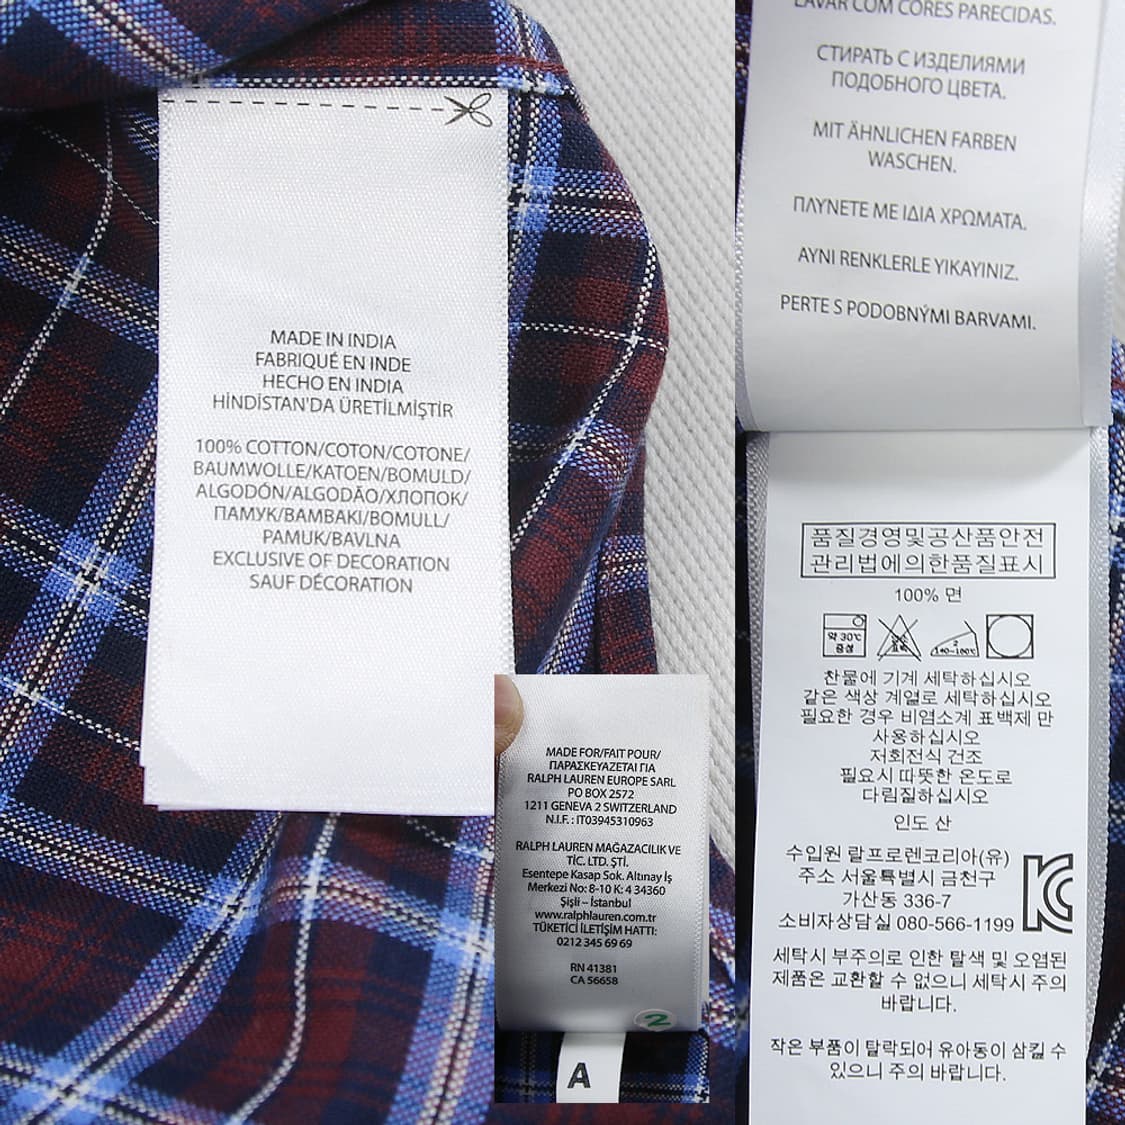 MADE IN INDIA
FABRIQUÉ EN INDE
HECHO EN INDIA
HİNDİSTAN'DA ÜRETİLMİŞTİR
100% COTTON/COTON/COTONE/
BAUMWOLLE/KATOEN/BOMULD/
ALGODÓN/ALGODÃO/ХЛОПОК/
ПАМУК/BAMBAKI/BOMULL/
PAMUK/BAVLNA
EXCLUSIVE OF DECORATION
SAUF DÉCORATION
MADE FOR/FAIT POUR/
ΠΑΡΑΣΚΕΥΑΖΕΤΑΙ ΓΙΑ
RALPH LAUREN EUROPE SARL
PO BOX 2572
1211 GENEVA 2 SWITZERLAND
N.I.F. : IT03945310963
RALPH LAUREN MAĞAZACILIK VE
TİC. LTD. ŞTİ.
Esentepe Kasap Sok. Altınay İş
Merkezi No: 8-10 K: 4 34360
Şişli – İstanbul
www.ralphlauren.com.tr
TÜKETİCİ İLETİŞİM HATTI:
0212 345 69 69
RN 41381
CA 56658
2
A
LAVAR COM CORES PARECIDAS.
СТИРАТЬ С ИЗДЕЛИЯМИ
ПОДОБНОГО ЦВЕТА.
MIT ÄHNLICHEN FARBEN
WASCHEN.
ΠΛΥΝΕΤΕ ΜΕ ΙΔΙΑ ΧΡΩΜΑΤΑ.
AYNI RENKLERLE YIKAYINIZ.
PERTE S PODOBNÝMI BARVAMI.
품질경영및공산품안전
관리법에의한품질표시
100% 면
약 30℃
중성
2
140~160℃
찬물에 기계 세탁하십시오
같은 색상 계열로 세탁하십시오
필요한 경우 비염소계 표백제 만
사용하십시오
저회전식 건조
필요시 따뜻한 온도로
다림질하십시오
인도 산
수입원 랄프로렌코리아(유)
주소 서울특별시 금천구
가산동 336-7
소비자상담실 080-566-1199
세탁시 부주의로 인한 탈색 및 오염된
제품은 교환할 수 없으니 세탁시 주의
바랍니다.
작은 부품이 탈락되어 유아동이 삼킬 수
있으니 주의 바랍니다.